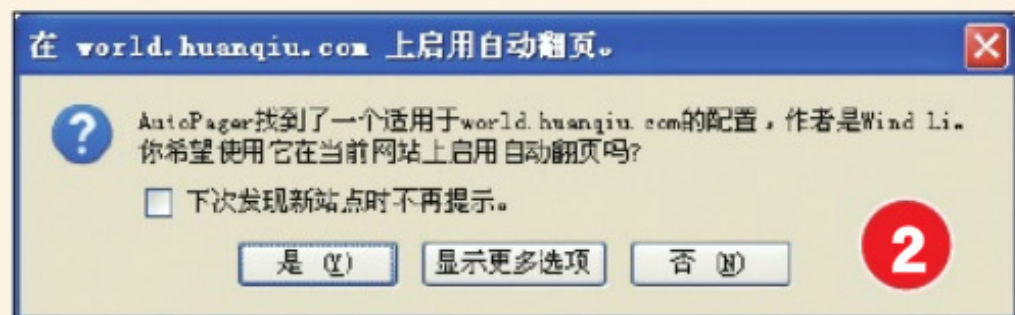 在 world.huanqiu.com 上启用自动翻页。
AutoPager找到了一个适用于world.huanqiu.com的配置，作者是Wind Li。
你希望使用它在当前网站上启用自动翻页吗?
下次发现新站点时不再提示。
是 (Y) 显示更多选项 否 (N)
2